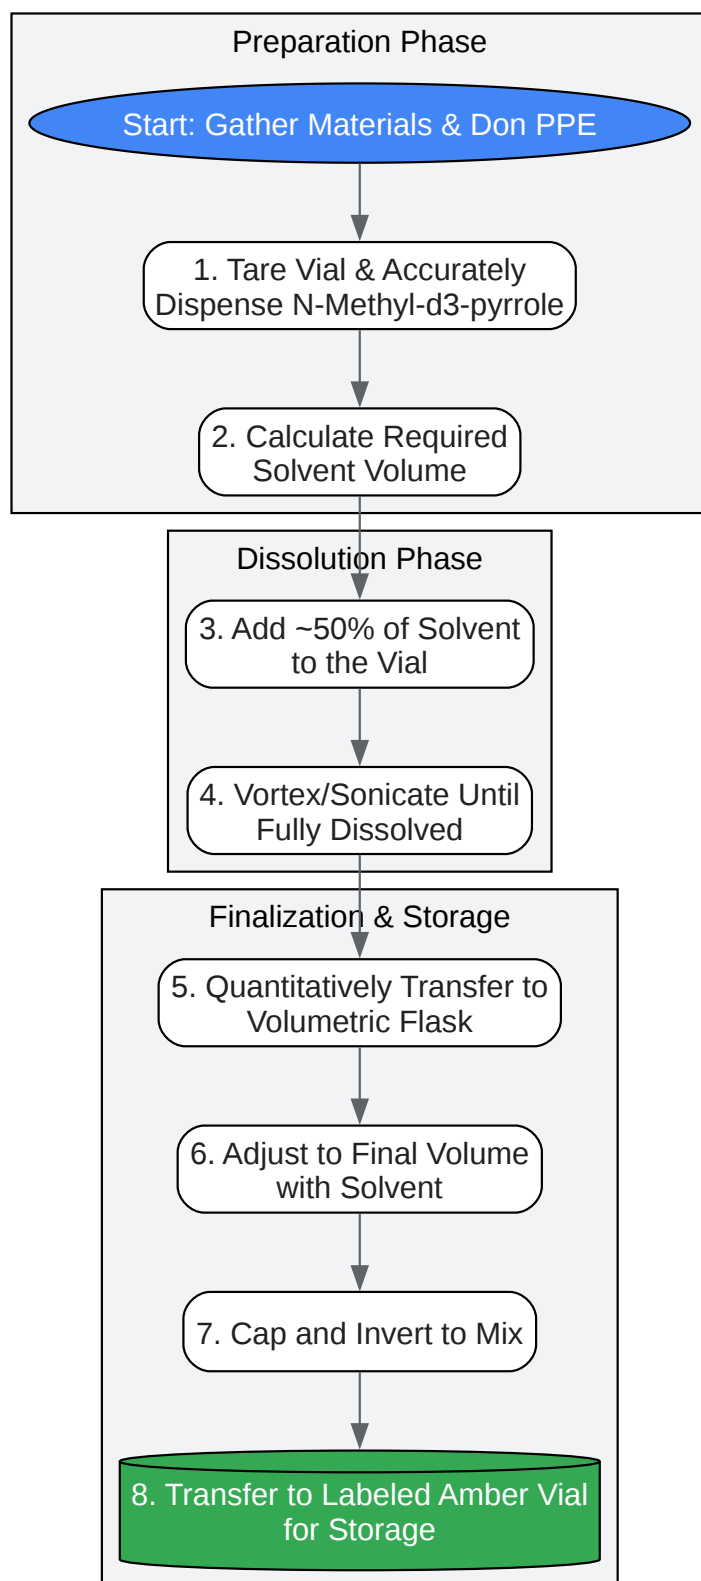 Preparation Phase
Start: Gather Materials & Don PPE
1. Tare Vial & Accurately
Dispense N-Methyl-d3-pyrrole
2. Calculate Required
Solvent Volume
Dissolution Phase
3. Add ~50% of Solvent
to the Vial
4. Vortex/Sonicate Until
Fully Dissolved
Finalization & Storage
5. Quantitatively Transfer to
Volumetric Flask
6. Adjust to Final Volume
with Solvent
7. Cap and Invert to Mix
8. Transfer to Labeled Amber Vial
for Storage